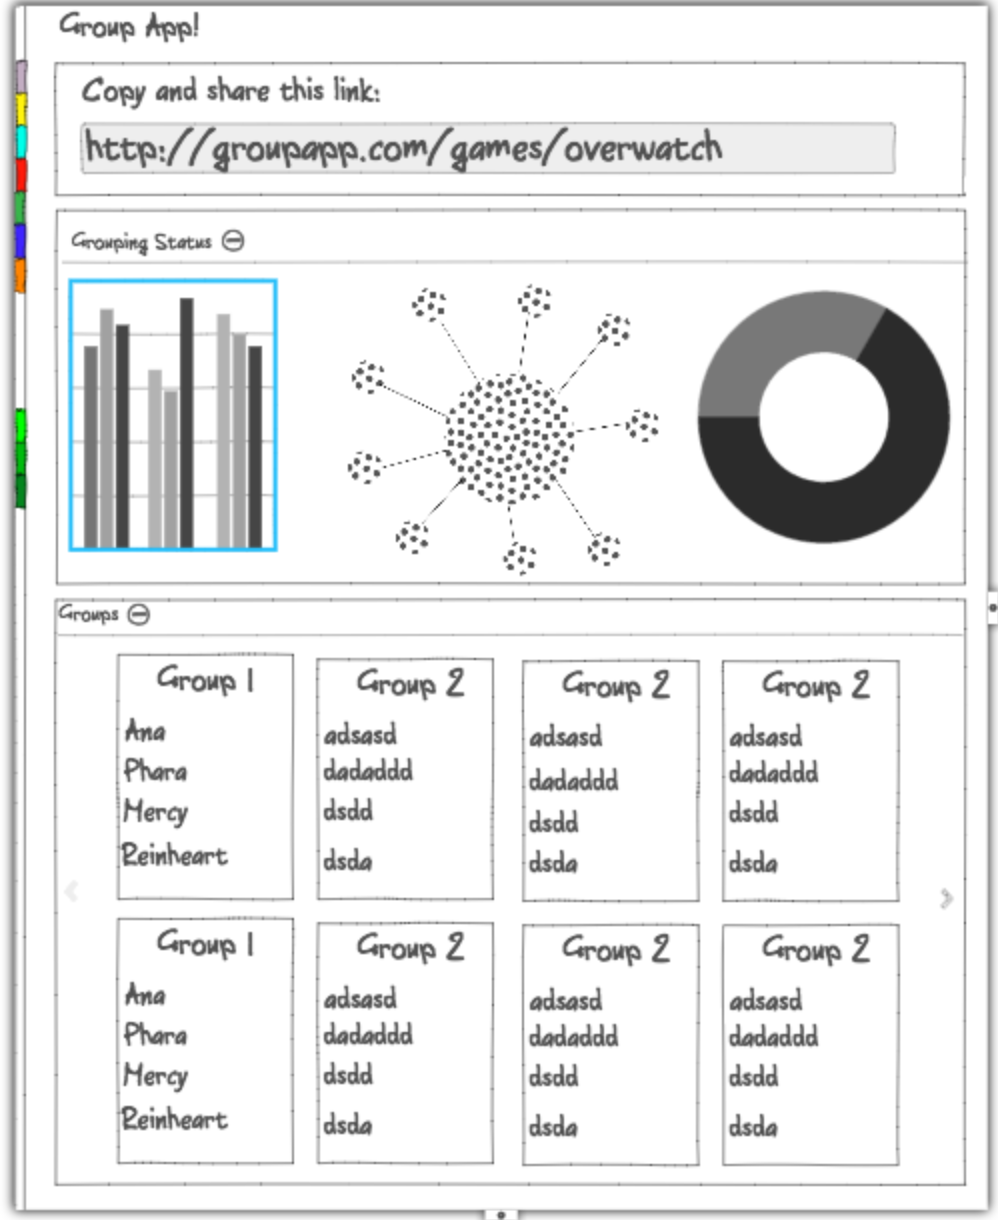 Group App!
Copy and share this link:
http://groupapp.com/games/overwatch
Grouping Status
Groups
Group 1
Ana
Phara
Mercy
Reinheart
Group 2
adsasd
dadaddd
dsdd
dsda
Group 2
adsasd
dadaddd
dsdd
dsda
Group 2
adsasd
dadaddd
dsdd
dsda
Group 1
Ana
Phara
Mercy
Reinheart
Group 2
adsasd
dadaddd
dsdd
dsda
Group 2
adsasd
dadaddd
dsdd
dsda
Group 2
adsasd
dadaddd
dsdd
dsda